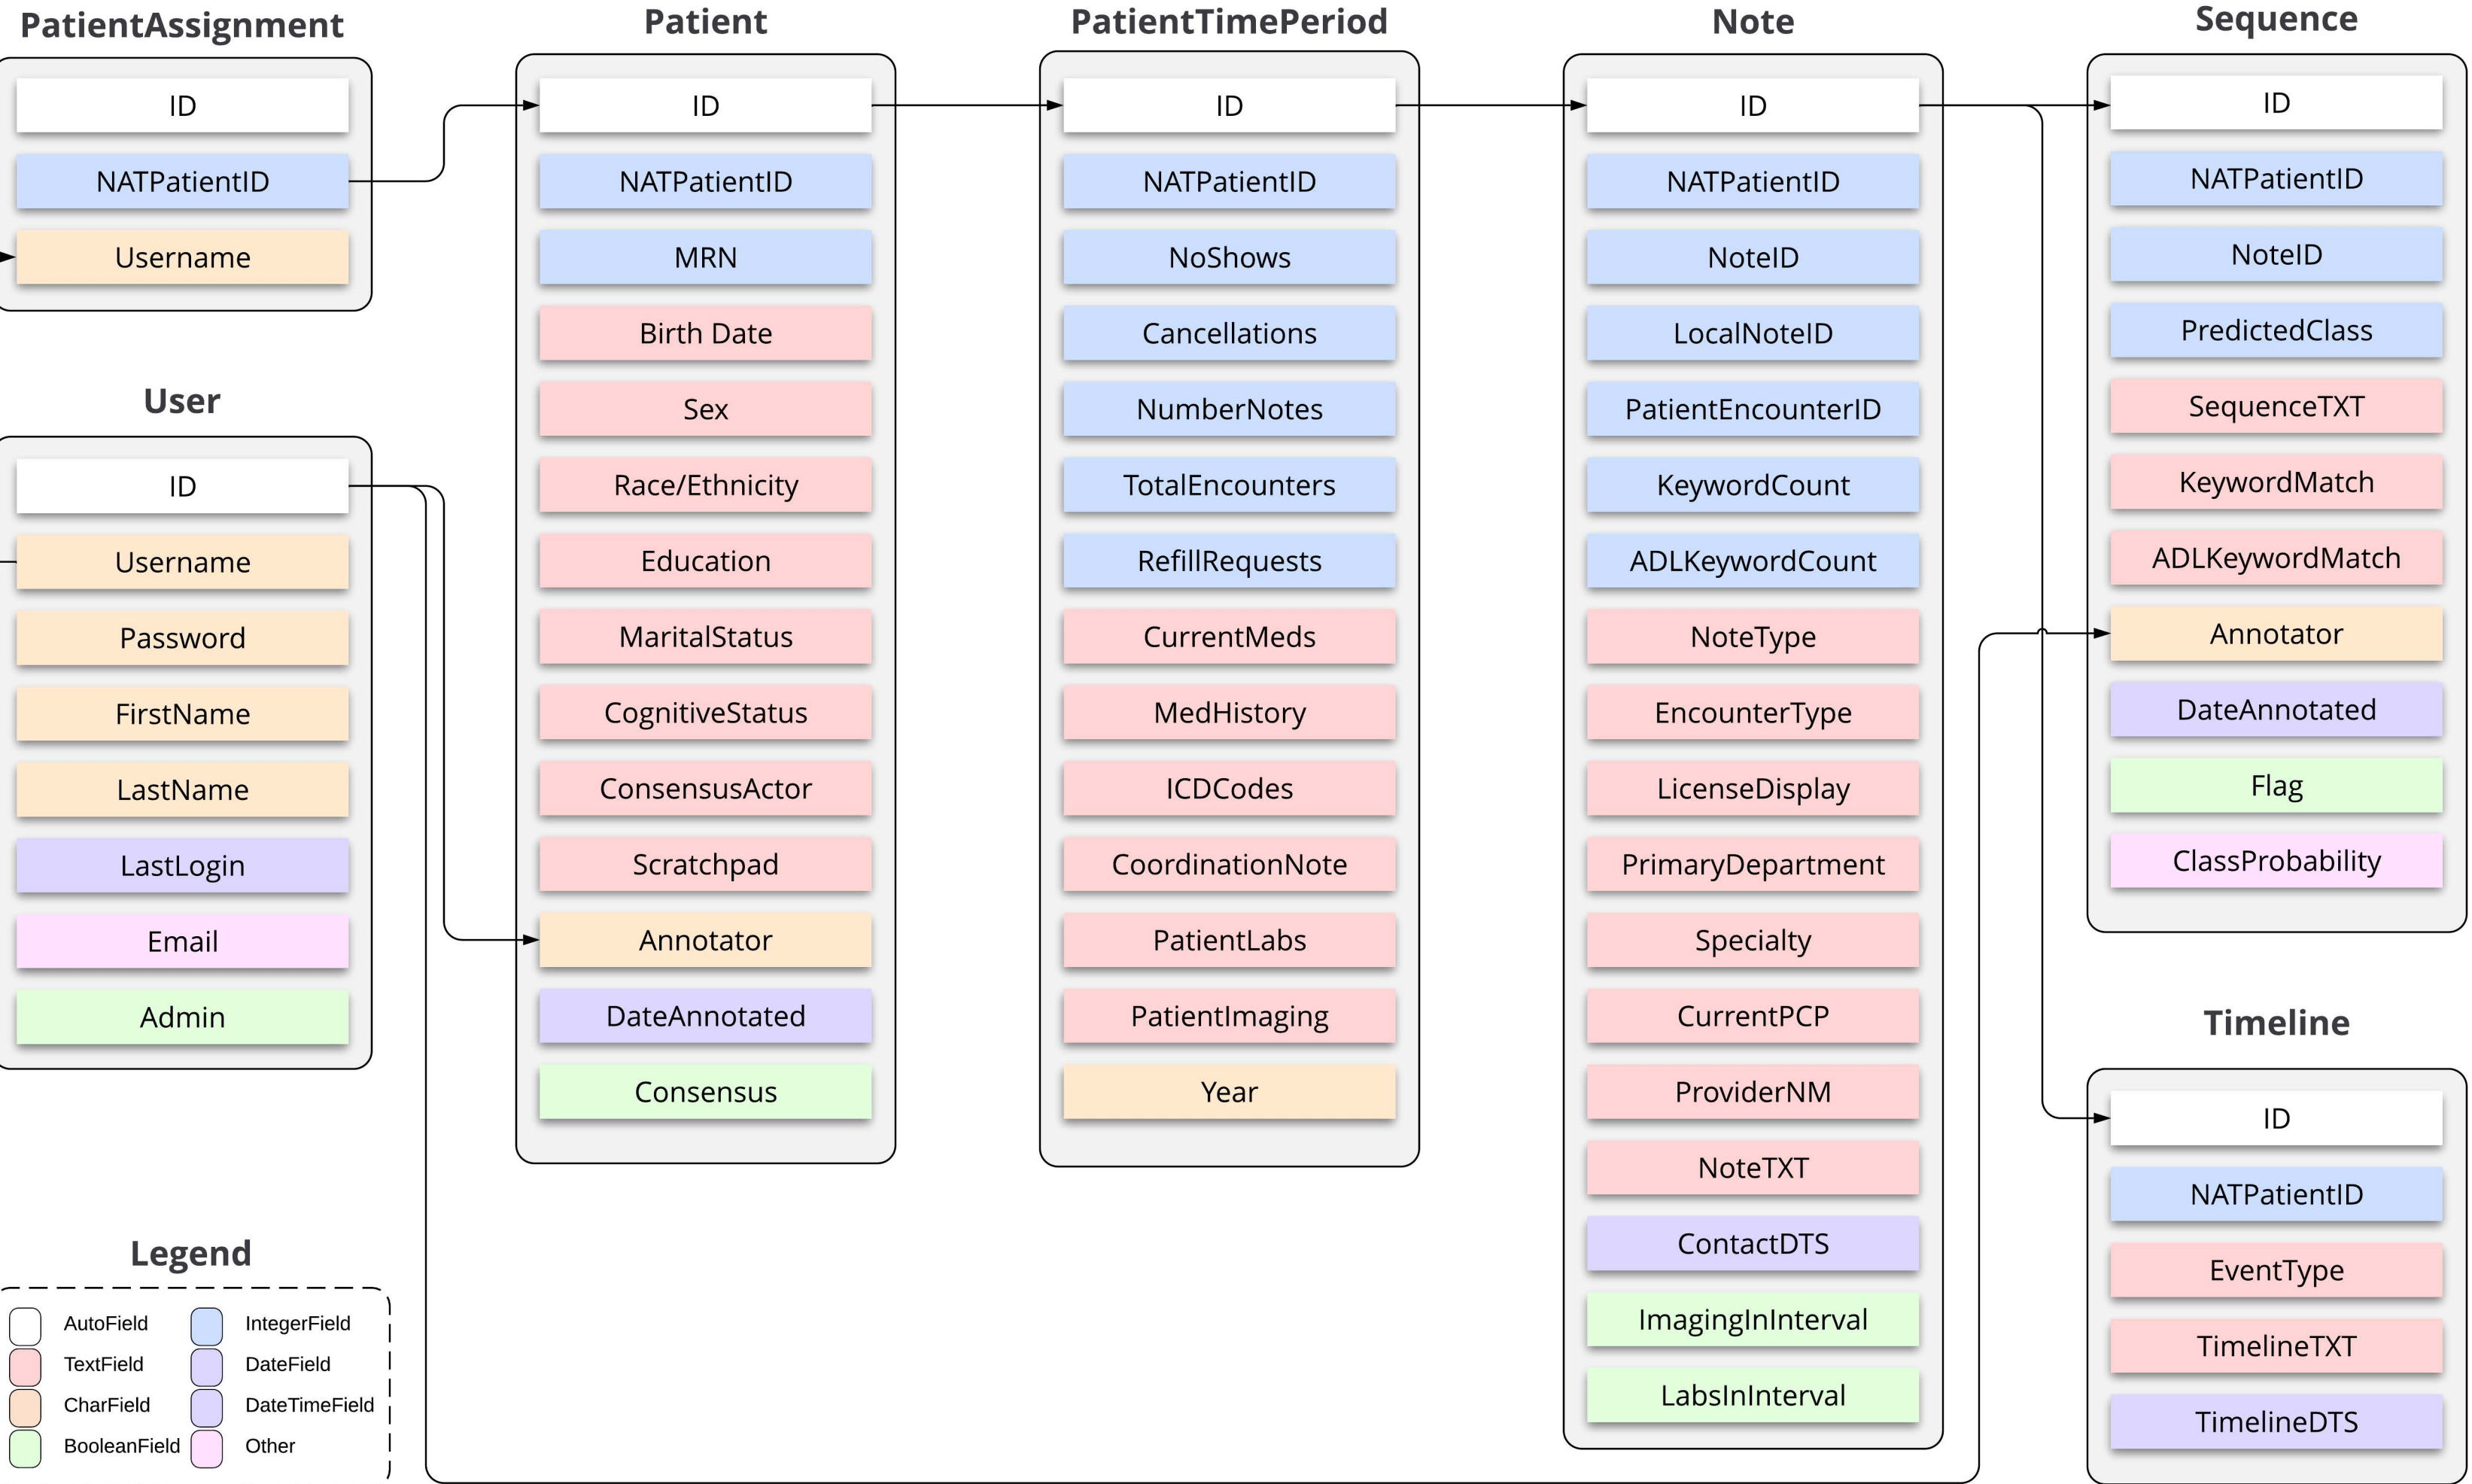 PatientAssignment
ID
NATPatientID
Username
User
ID
Username
Password
FirstName
LastName
LastLogin
Email
Admin
Legend
AutoField
IntegerField
TextField
DateField
CharField
DateTimeField
BooleanField
Other
Patient
ID
NATPatientID
MRN
Birth Date
Sex
Race/Ethnicity
Education
MaritalStatus
CognitiveStatus
ConsensusActor
Scratchpad
Annotator
DateAnnotated
Consensus
PatientTimePeriod
ID
NATPatientID
NoShows
Cancellations
NumberNotes
TotalEncounters
RefillRequests
CurrentMeds
MedHistory
ICDCodes
CoordinationNote
PatientLabs
PatientImaging
Year
Note
ID
NATPatientID
NoteID
LocalNoteID
PatientEncounterID
KeywordCount
ADLKeywordCount
NoteType
EncounterType
LicenseDisplay
PrimaryDepartment
Specialty
CurrentPCP
ProviderNM
NoteTXT
ContactDTS
ImagingInInterval
LabsInInterval
Sequence
ID
NATPatientID
NoteID
PredictedClass
SequenceTXT
KeywordMatch
ADLKeywordMatch
Annotator
DateAnnotated
Flag
ClassProbability
Timeline
ID
NATPatientID
EventType
TimelineTXT
TimelineDTS